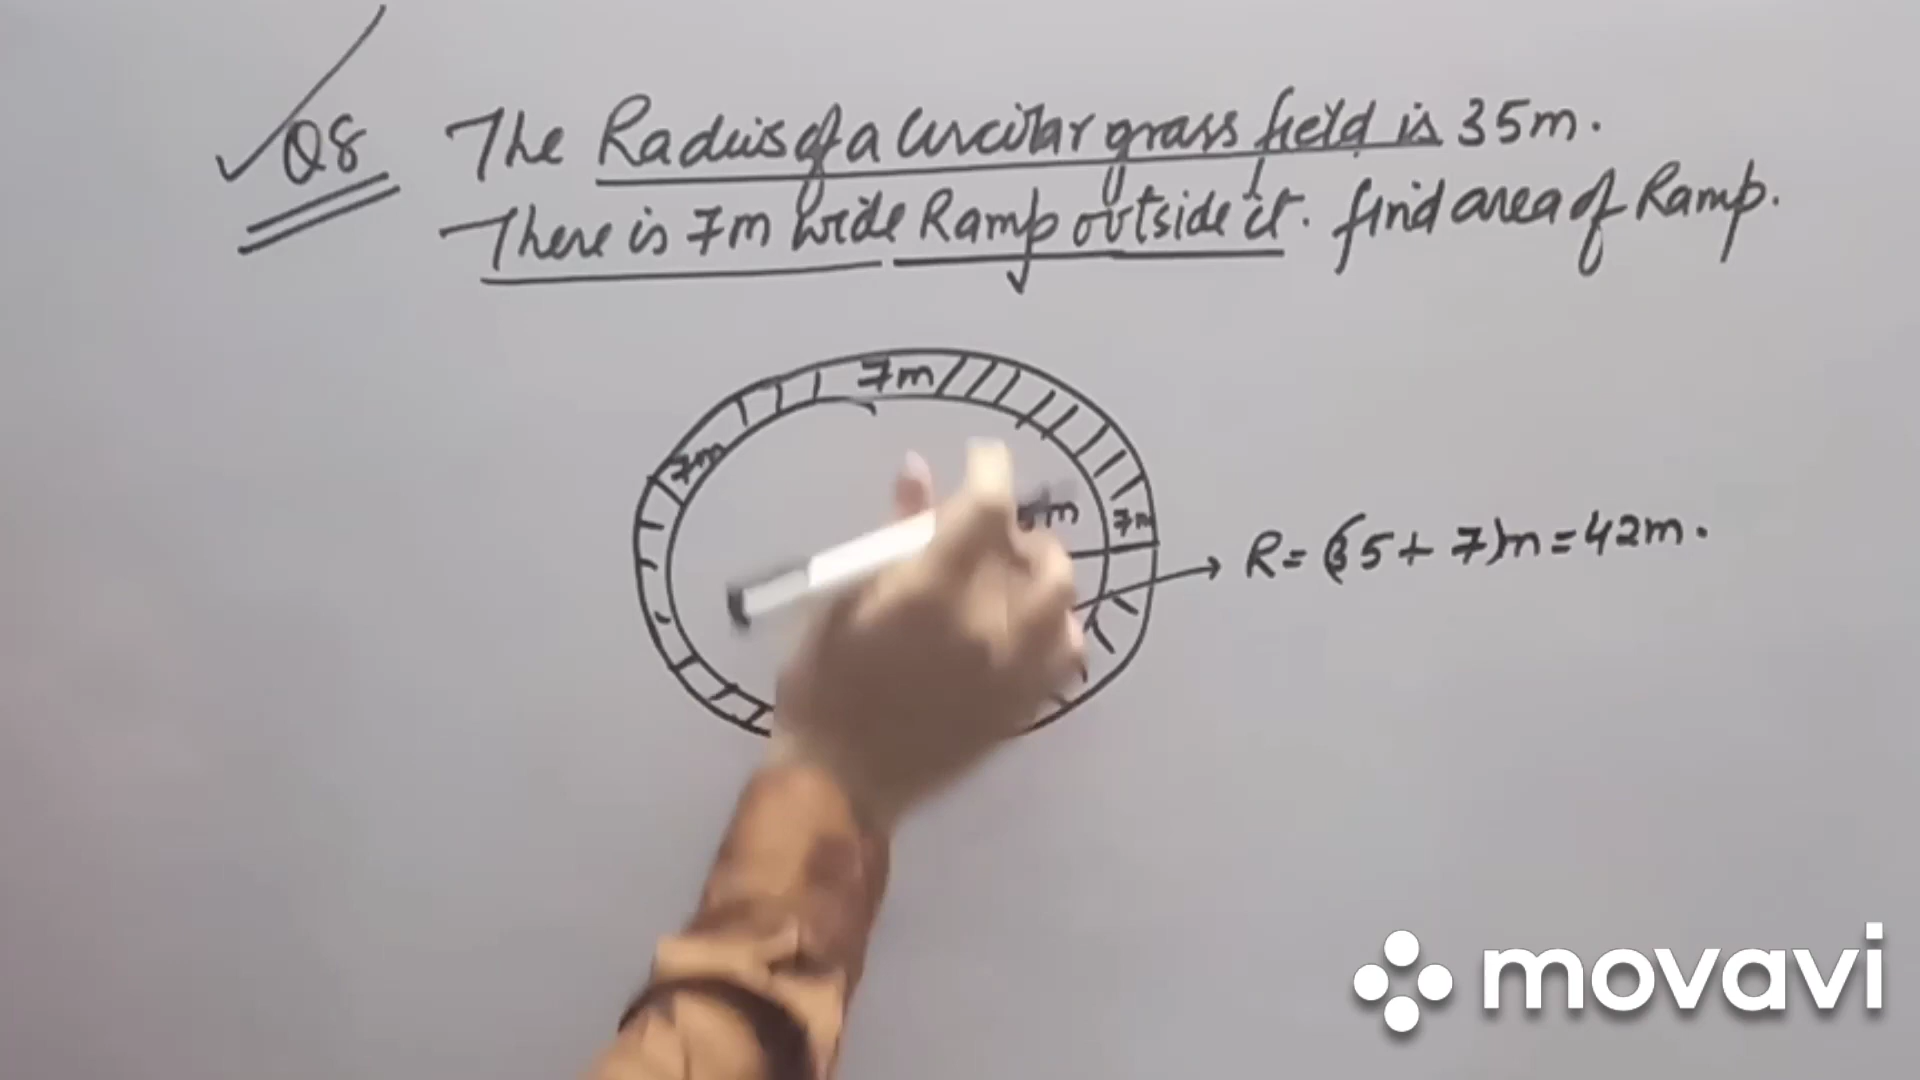 Q8 The Radius of a Circular grass field is 35m.
There is 7m wide Ramp outside it. find area of Ramp.
7m
7m
m
7m
R = (35 + 7)m = 42m.
movavi